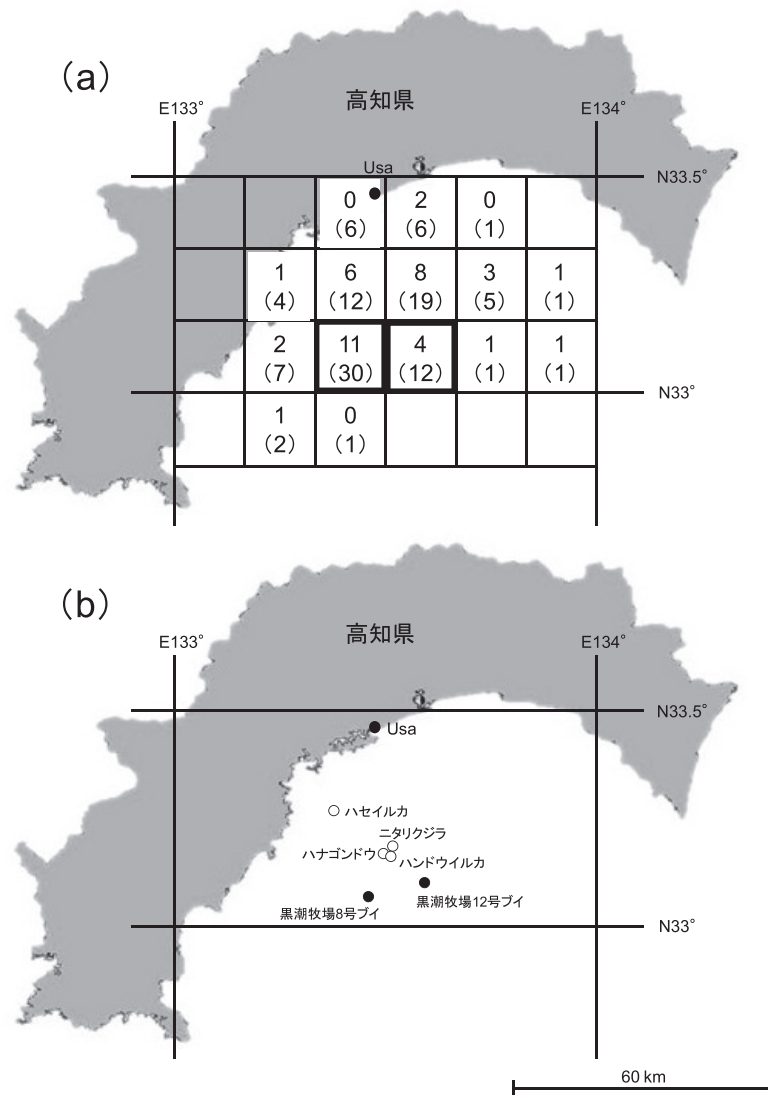 (a)
高知県
E133°
E134°
Usa
N33.5°
0 2 0
(6) (6) (1)
1 6 8 3 1
(4) (12) (19) (5) (1)
2 11 4 1 1
(7) (30) (12) (1) (1)
N33°
1 0
(2) (1)
(b)
高知県
E133°
E134°
N33.5°
Usa
ハセイルカ
ニタリクジラ
ハナゴンドウ
ハンドウイルカ
黒潮牧場12号ブイ
黒潮牧場8号ブイ
N33°
60 km